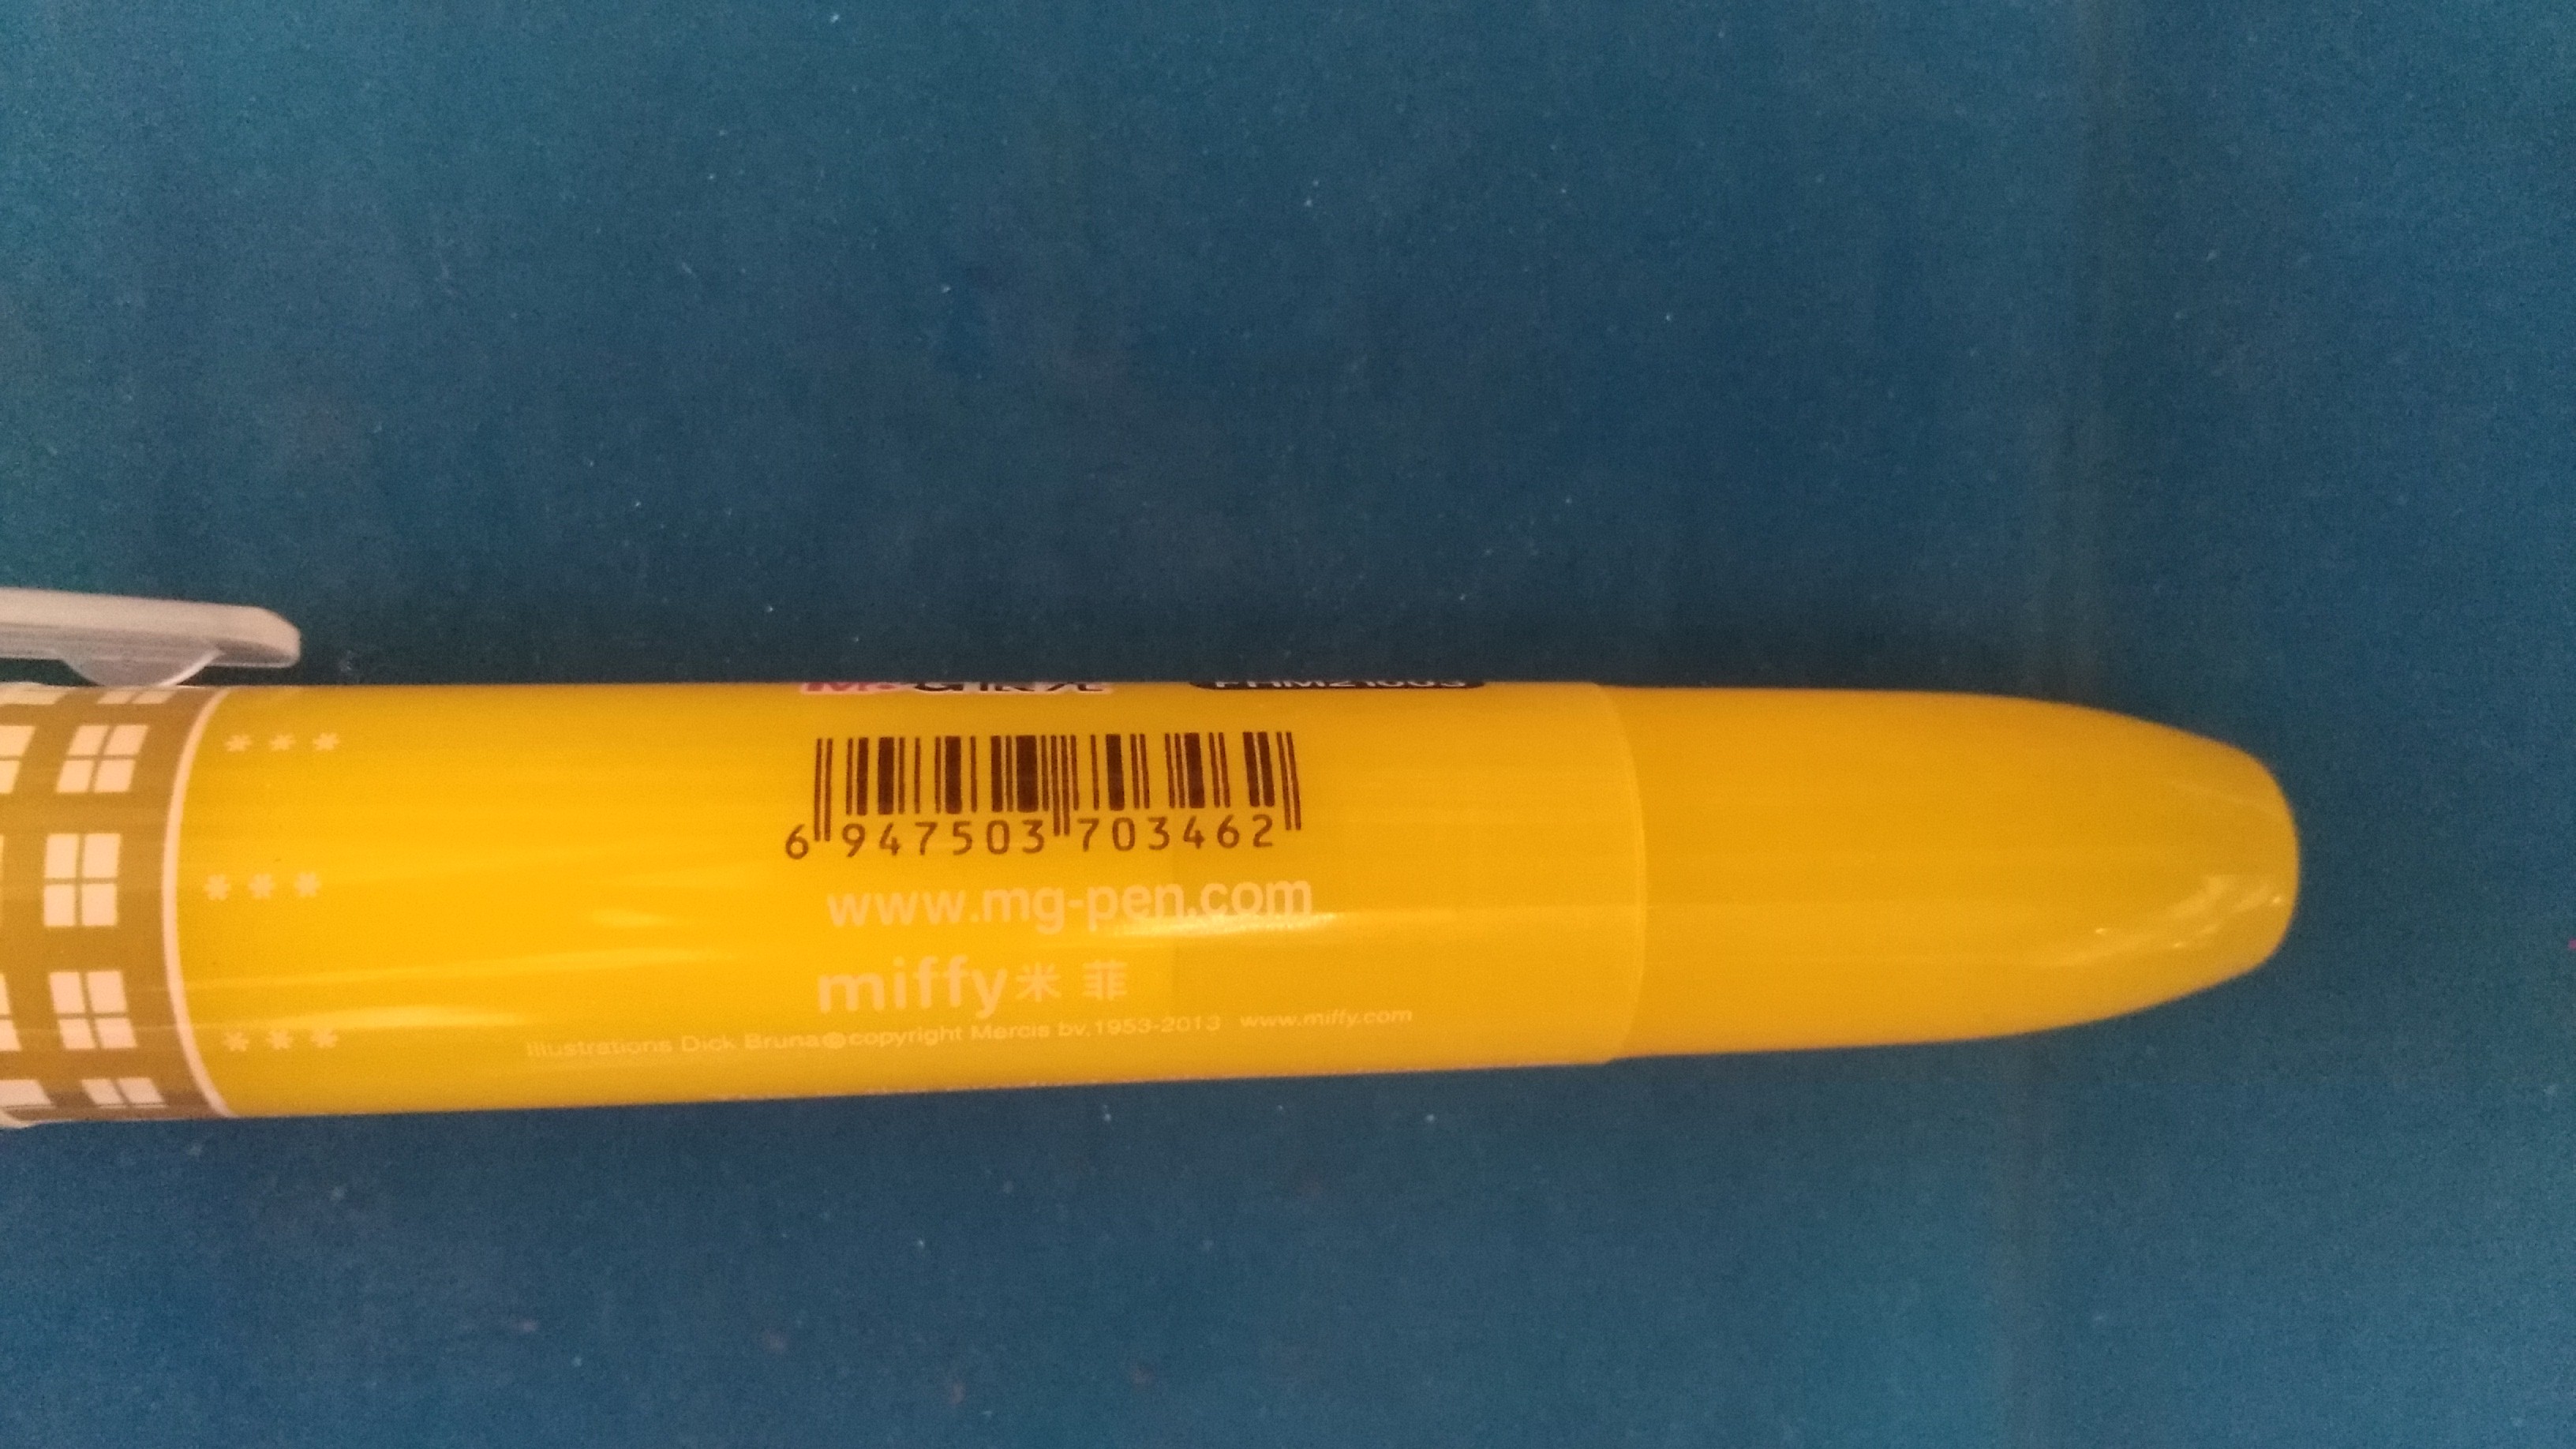 6 947503 703462
www.mg-pen.com
miffy米菲
Illustrations Dick Bruna©copyright Mercis bv,1953-2013 www.miffy.com